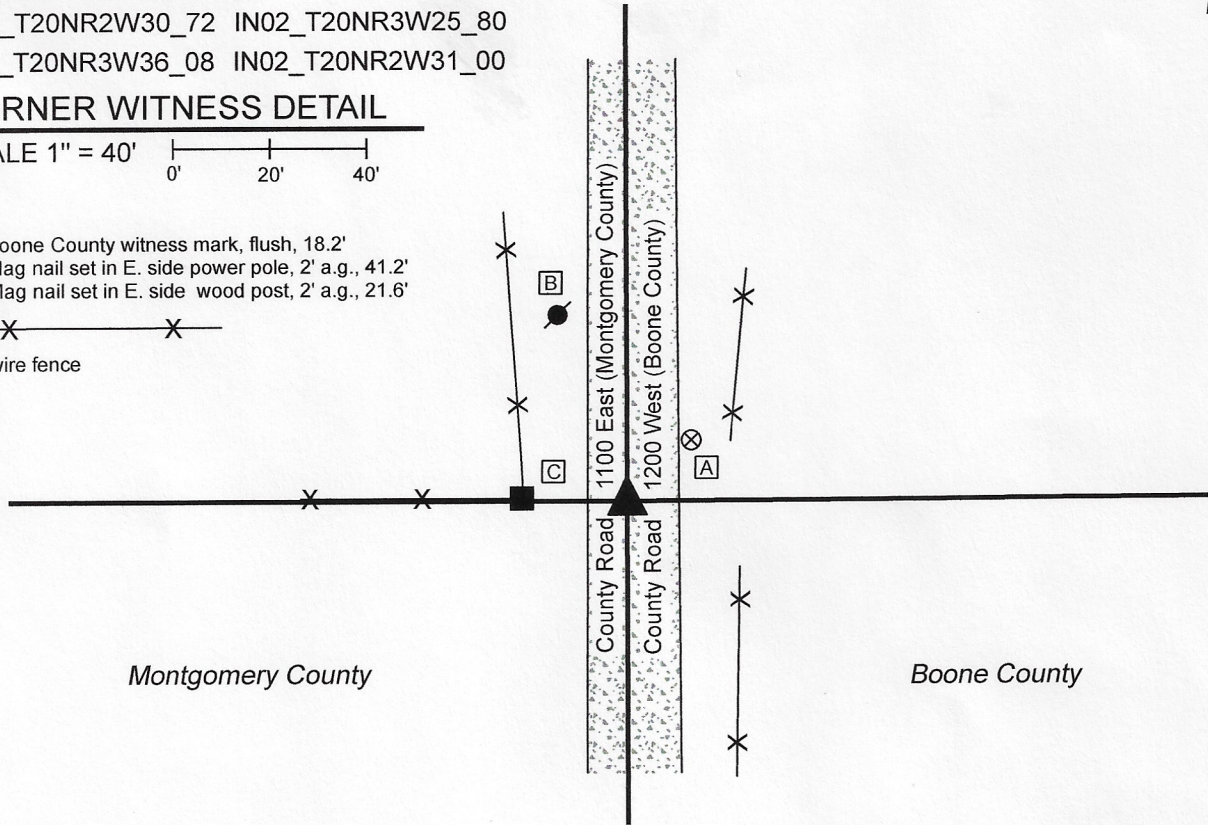 _T20NR2W30_72 IN02_T20NR3W25_80
_T20NR3W36_08 IN02_T20NR2W31_00
RNER WITNESS DETAIL
ALE 1" = 40'
0' 20' 40'
oone County witness mark, flush, 18.2'
Mag nail set in E. side power pole, 2' a.g., 41.2'
Mag nail set in E. side wood post, 2' a.g., 21.6'
X X
wire fence
B
C
A
County Road 1100 East (Montgomery County)
County Road 1200 West (Boone County)
X X
Montgomery County
Boone County